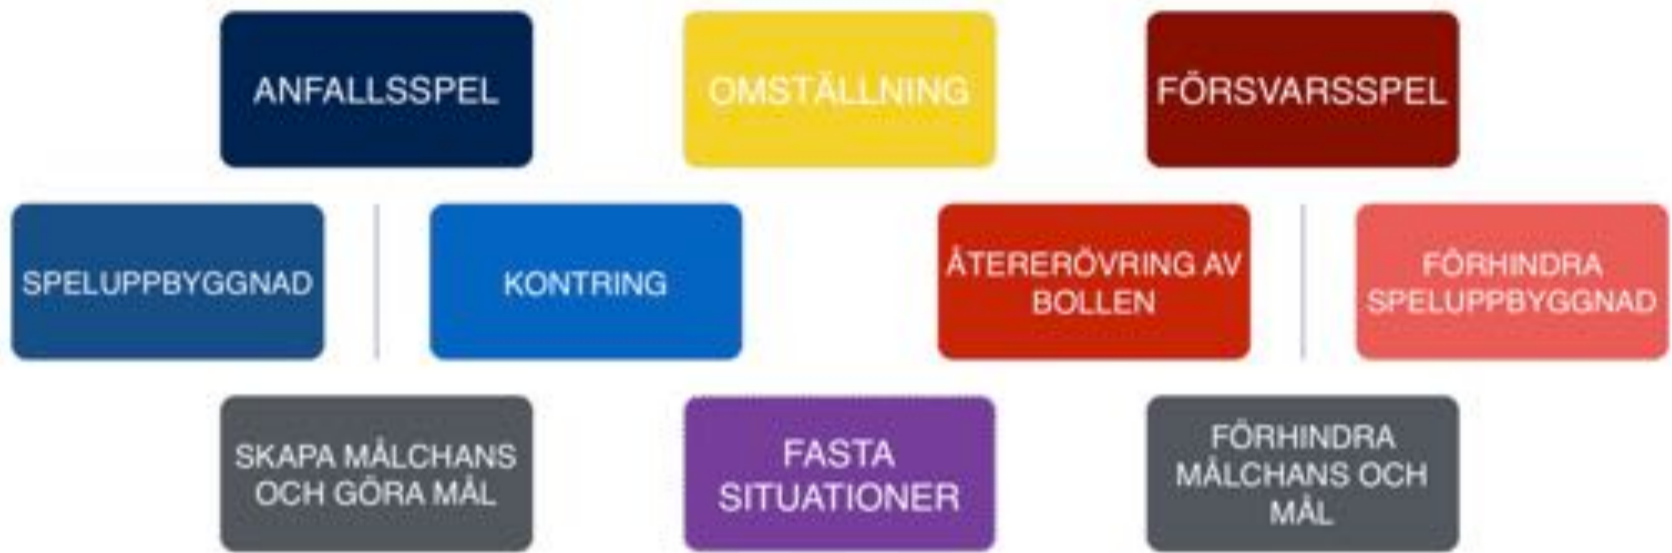 ANFALLSSPEL
OMSTÄLLNING
FÖRSVARSSPEL
SPELUPPBYGGNAD
KONTRING
ÅTERERÖVRING AV
BOLLEN
FÖRHINDRA
SPELUPPBYGGNAD
SKAPA MÅLCHANS
OCH GÖRA MÅL
FASTA
SITUATIONER
FÖRHINDRA
MÅLCHANS OCH
MÅL